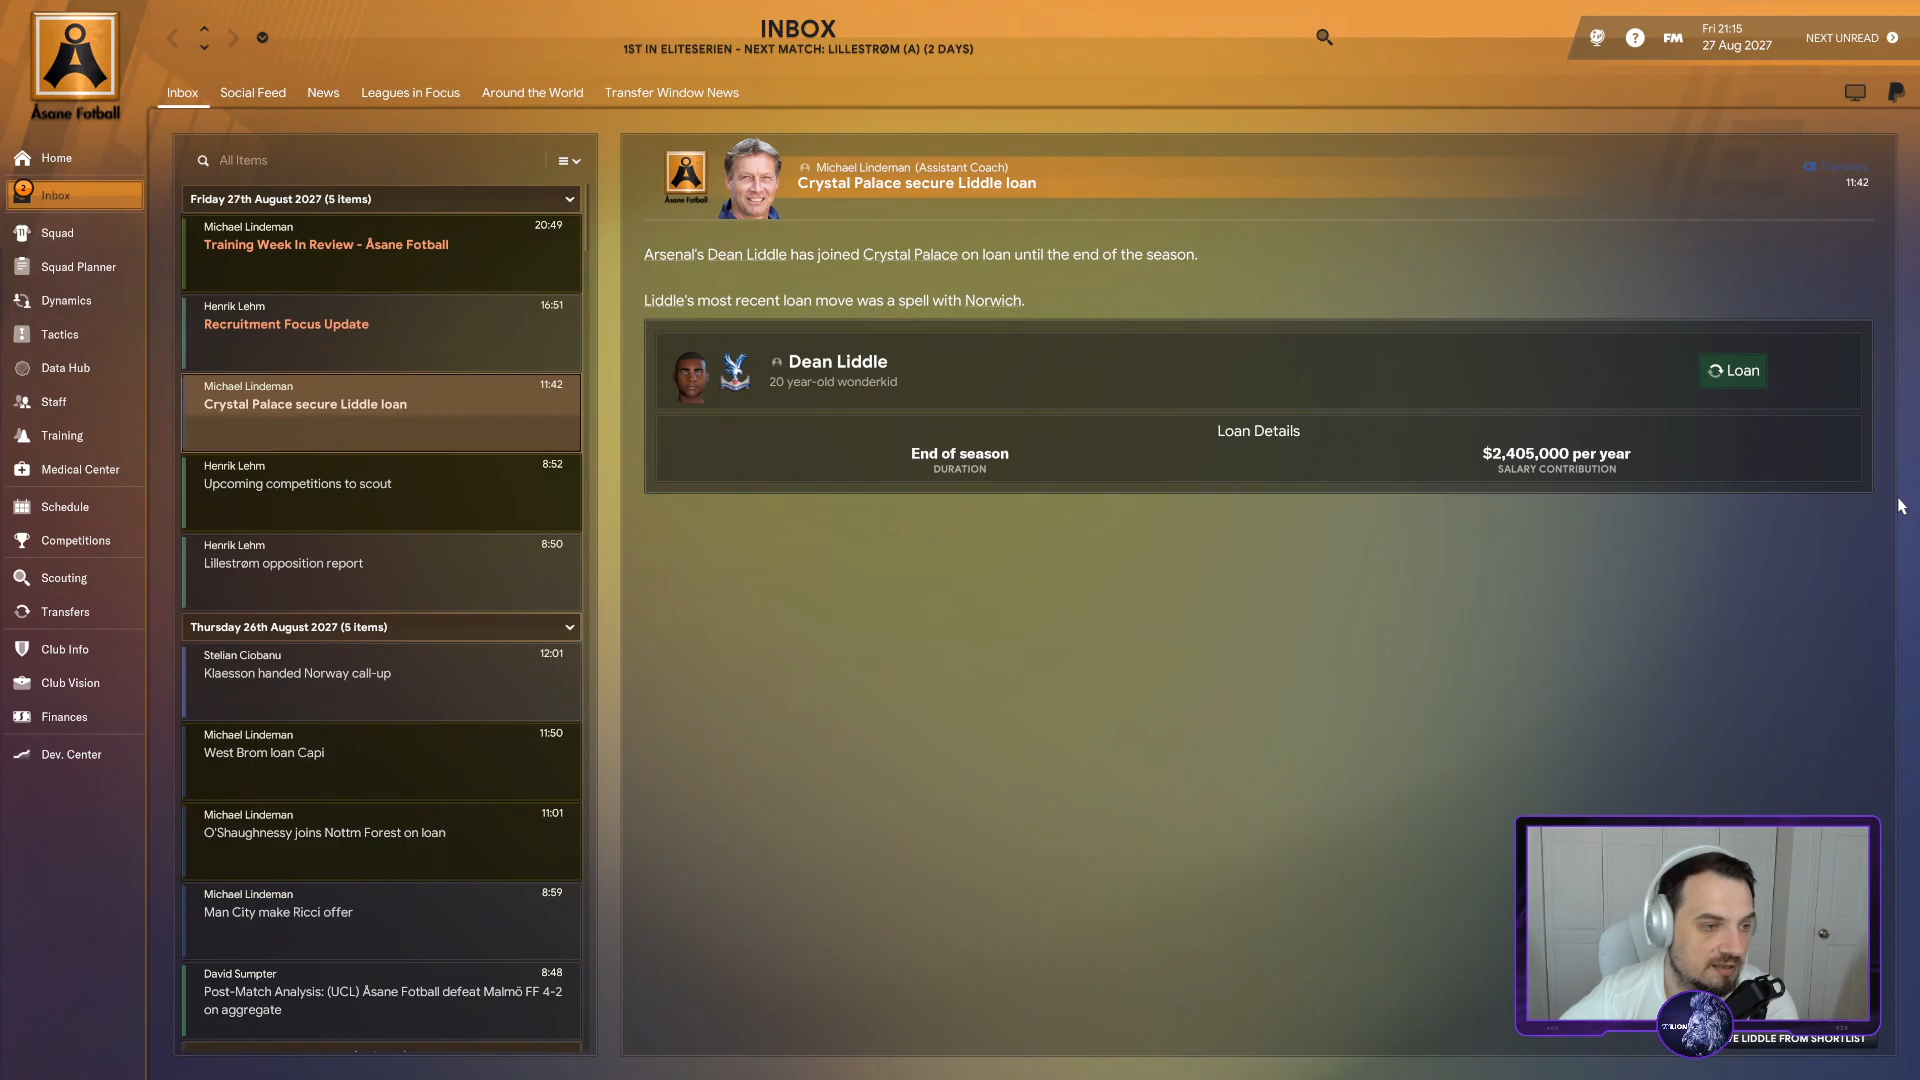 INBOX
1ST IN ELITESERIEN - NEXT MATCH: LILLESTRØM (A) (2 DAYS)
FM
Fri 21:15
27 Aug 2027
NEXT UNREAD
Åsane Fotball
Inbox
Social Feed
News
Leagues in Focus
Around the World
Transfer Window News
Home
2
Inbox
Squad
Squad Planner
Dynamics
Tactics
Data Hub
Staff
Training
Medical Center
Schedule
Competitions
Scouting
Transfers
Club Info
Club Vision
Finances
Dev. Center
All Items
Friday 27th August 2027 (5 items)
Michael Lindeman 20:49
Training Week In Review - Åsane Fotball
Henrik Lehm 16:51
Recruitment Focus Update
Michael Lindeman 11:42
Crystal Palace secure Liddle loan
Henrik Lehm 8:52
Upcoming competitions to scout
Henrik Lehm 8:50
Lillestrøm opposition report
Thursday 26th August 2027 (5 items)
Stelian Ciobanu 12:01
Klaesson handed Norway call-up
Michael Lindeman 11:50
West Brom loan Capi
Michael Lindeman 11:01
O'Shaughnessy joins Nottm Forest on loan
Michael Lindeman 8:59
Man City make Ricci offer
David Sumpter 8:48
Post-Match Analysis: (UCL) Åsane Fotball defeat Malmö FF 4-2
on aggregate
Åsane Fotball
Michael Lindeman (Assistant Coach)
Crystal Palace secure Liddle loan
Transfers
11:42
Arsenal's Dean Liddle has joined Crystal Palace on loan until the end of the season.
Liddle's most recent loan move was a spell with Norwich.
Dean Liddle
20 year-old wonderkid
Loan
Loan Details
End of season
DURATION
$2,405,000 per year
SALARY CONTRIBUTION
LIDDLE FROM SHORTLIST